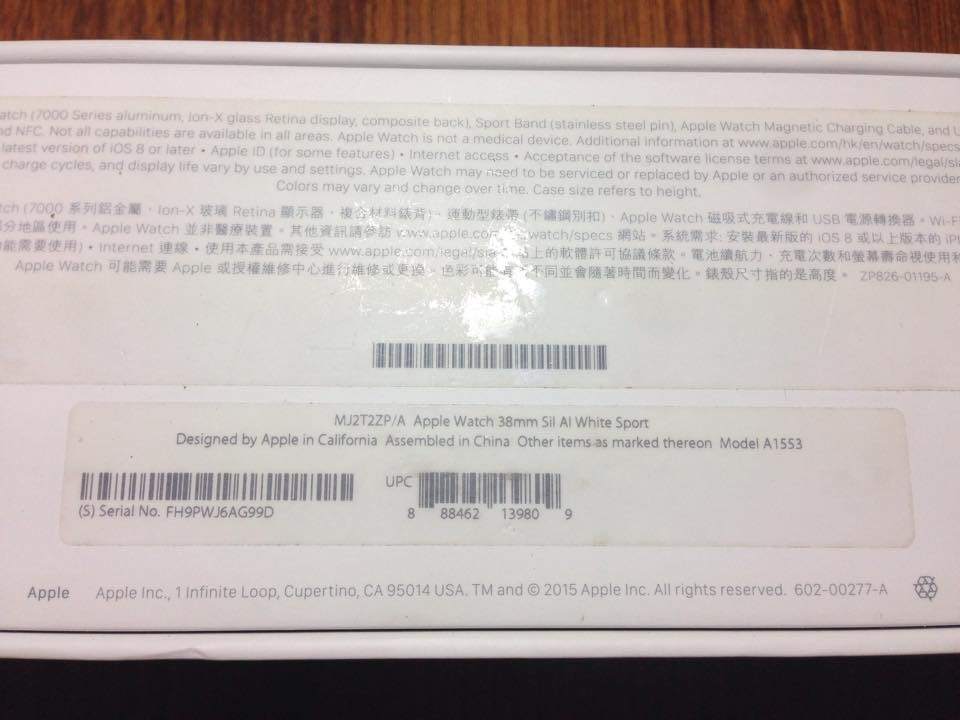 atch (7000 Series aluminum, Ion-X glass Retina display, composite back), Sport Band (stainless steel pin), Apple Watch Magnetic Charging Cable, and U
nd NFC. Not all capabilities are available in all areas. Apple Watch is not a medical device. Additional information at www.apple.com/hk/en/watch/specs
latest version of iOS 8 or later • Apple ID (for some features) • Internet access • Acceptance of the software license terms at www.apple.com/legal/sla
charge cycles, and display life vary by use and settings. Apple Watch may need to be serviced or replaced by Apple or an authorized service provider
Colors may vary and change over time. Case size refers to height.
tch (7000 系列鋁金屬、Ion-X 玻璃 Retina 顯示器、複合材料錶背)、運動型錶帶 (不鏽鋼別扣)、Apple Watch 磁吸式充電線和 USB 電源轉換器。Wi-F
分地區使用。Apple Watch 並非醫療裝置。其他資訊請參訪 www.apple.com/hk/watch/specs 網站。系統需求: 安裝最新版的 iOS 8 或以上版本的 iPh
能需要使用) • Internet 連線 • 使用本產品需接受 www.apple.com/legal/sla 上的軟體許可協議條款。電池續航力、充電次數和螢幕壽命視使用和
Apple Watch 可能需要 Apple 或授權維修中心進行維修或更換。色彩可能有 不同並會隨著時間而變化。錶殼尺寸指的是高度。 ZP826-01195-A
MJ2T2ZP/A Apple Watch 38mm Sil Al White Sport
Designed by Apple in California Assembled in China Other items as marked thereon Model A1553
UPC
(S) Serial No. FH9PWJ6AG99D
8 88462 13980 9
Apple Apple Inc., 1 Infinite Loop, Cupertino, CA 95014 USA. TM and © 2015 Apple Inc. All rights reserved. 602-00277-A